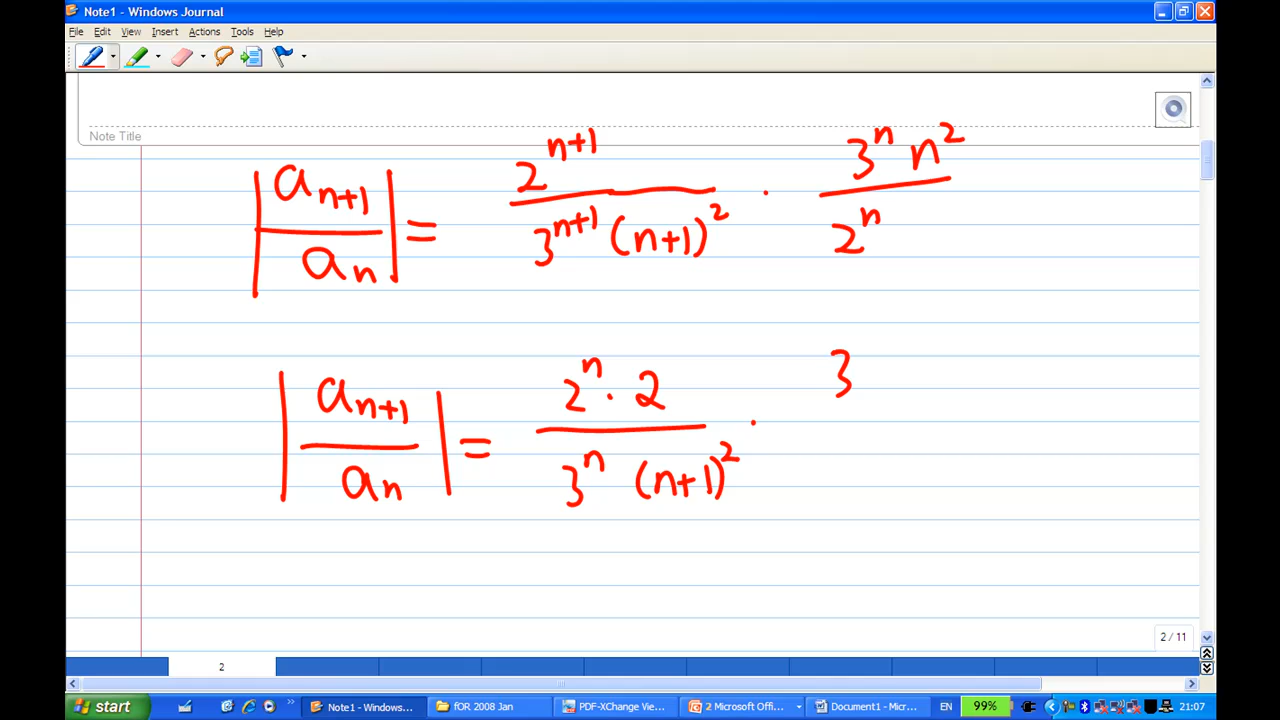 Note1 - Windows Journal
File Edit View Insert Actions Tools Help
Note Title
|a_{n+1} / a_n| = 2^{n+1} / 3^{n+1} (n+1)^2 · 3^n n^2 / 2^n
|a_{n+1} / a_n| = 2^n · 2 / 3^n (n+1)^2 · 3
2 / 11
2
start Note1 - Windows... fOR 2008 Jan PDF-XChange Vie... 2 Microsoft Offi... Document1 - Micr... EN 99% 21:07